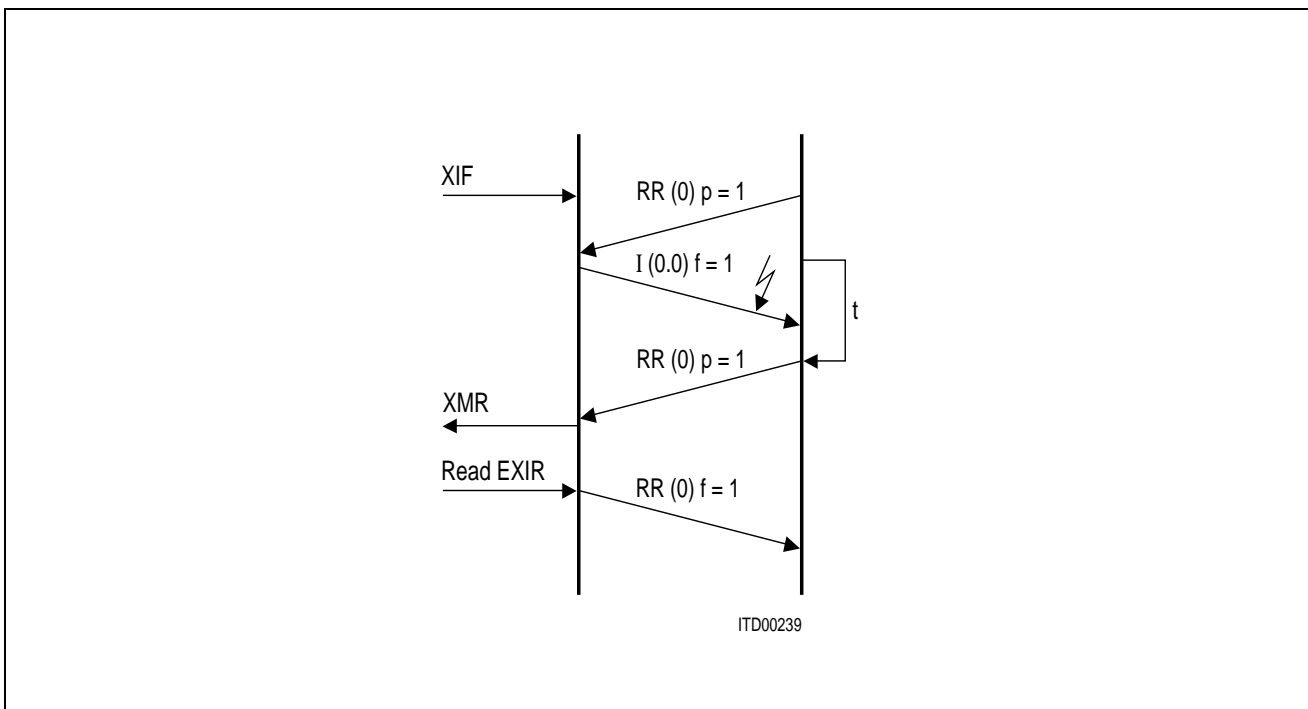 XIF
RR (0) p = 1
I (0.0) f = 1
t
RR (0) p = 1
XMR
Read EXIR
RR (0) f = 1
ITD00239